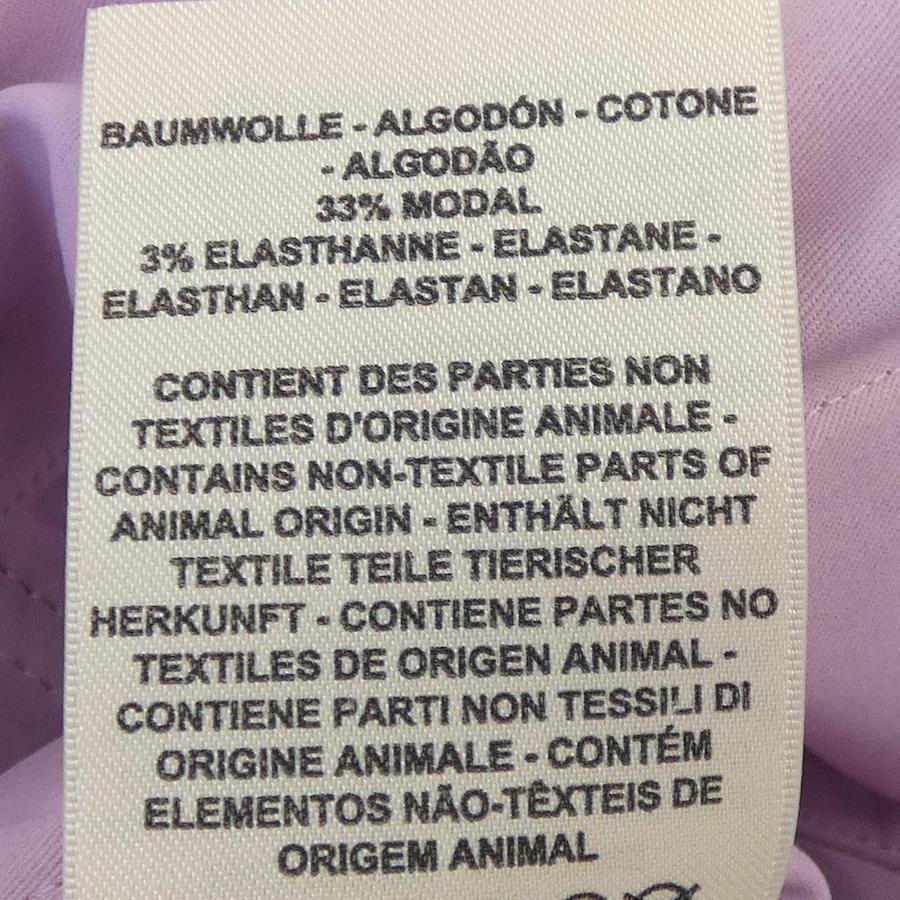 BAUMWOLLE - ALGODÓN - COTONE
- ALGODÃO
33% MODAL
3% ELASTHANNE - ELASTANE -
ELASTHAN - ELASTAN - ELASTANO
CONTIENT DES PARTIES NON
TEXTILES D'ORIGINE ANIMALE -
CONTAINS NON-TEXTILE PARTS OF
ANIMAL ORIGIN - ENTHÄLT NICHT
TEXTILE TEILE TIERISCHER
HERKUNFT - CONTIENE PARTES NO
TEXTILES DE ORIGEN ANIMAL -
CONTIENE PARTI NON TESSILI DI
ORIGINE ANIMALE - CONTÉM
ELEMENTOS NÃO-TÊXTEIS DE
ORIGEM ANIMAL